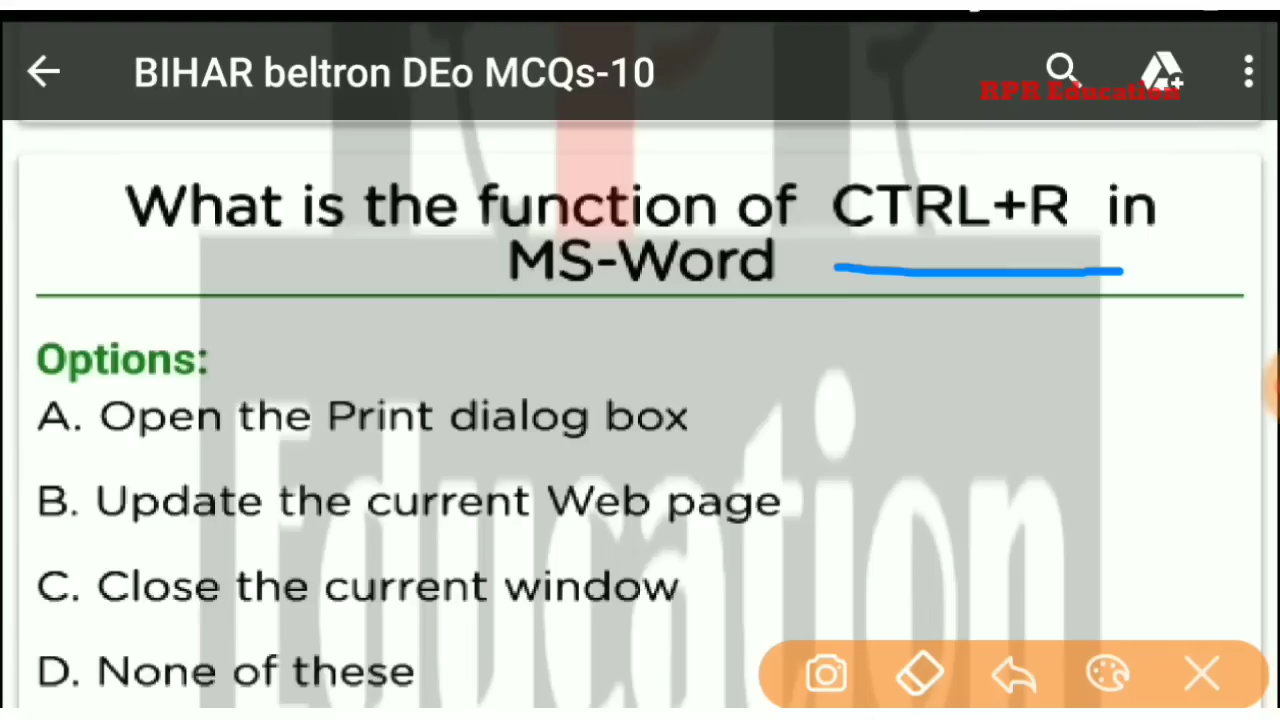 BIHAR beltron DEo MCQs-10
RPR Education
What is the function of CTRL+R in
MS-Word
Options:
A. Open the Print dialog box
B. Update the current Web page
C. Close the current window
D. None of these
Education